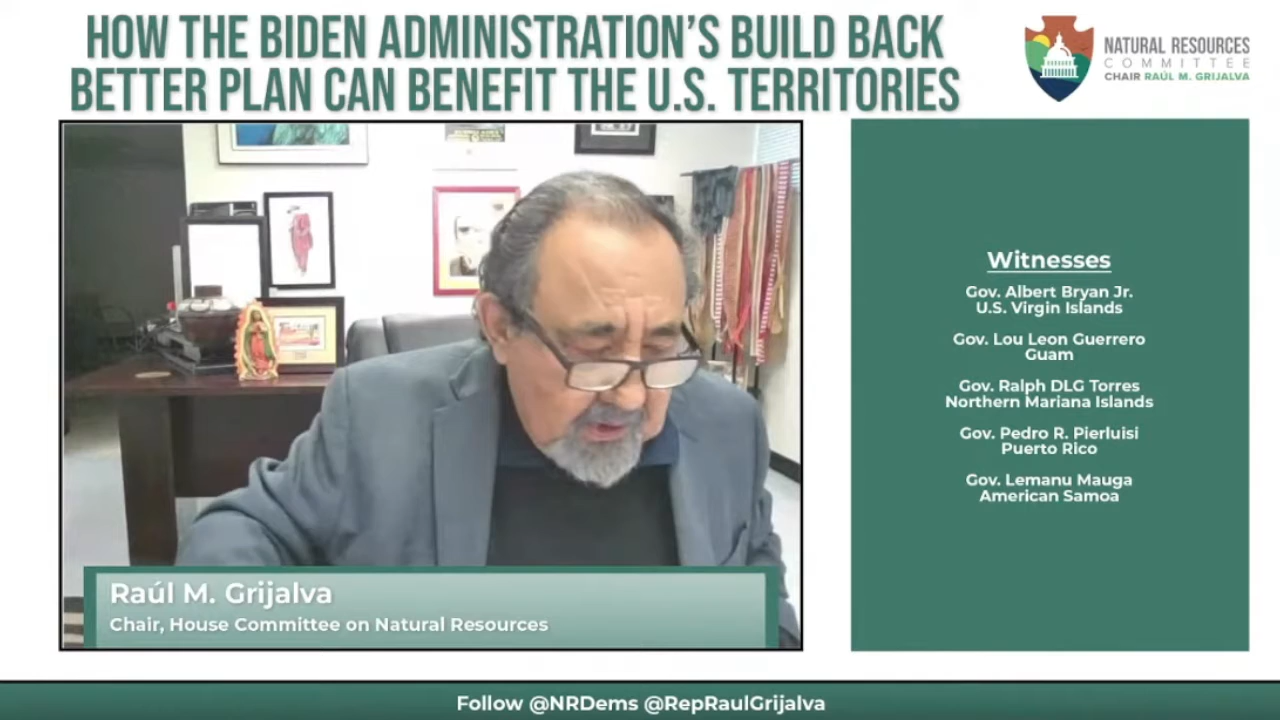 HOW THE BIDEN ADMINISTRATION'S BUILD BACK
BETTER PLAN CAN BENEFIT THE U.S. TERRITORIES
NATURAL RESOURCES
COMMITTEE
CHAIR RAÚL M. GRIJALVA
Witnesses
Gov. Albert Bryan Jr.
U.S. Virgin Islands
Gov. Lou Leon Guerrero
Guam
Gov. Ralph DLG Torres
Northern Mariana Islands
Gov. Pedro R. Pierluisi
Puerto Rico
Gov. Lemanu Mauga
American Samoa
Raúl M. Grijalva
Chair, House Committee on Natural Resources
Follow @NRDems @RepRaulGrijalva